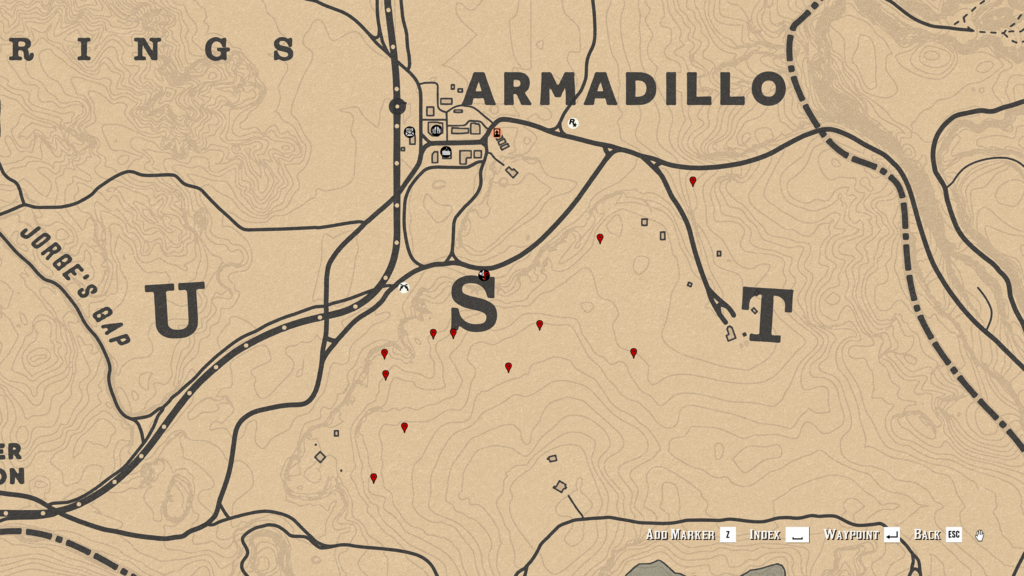 RINGS
ARMADILLO
JORGE'S GAP
U S T
ER
ON
Add Marker Z Index Waypoint Back ESC